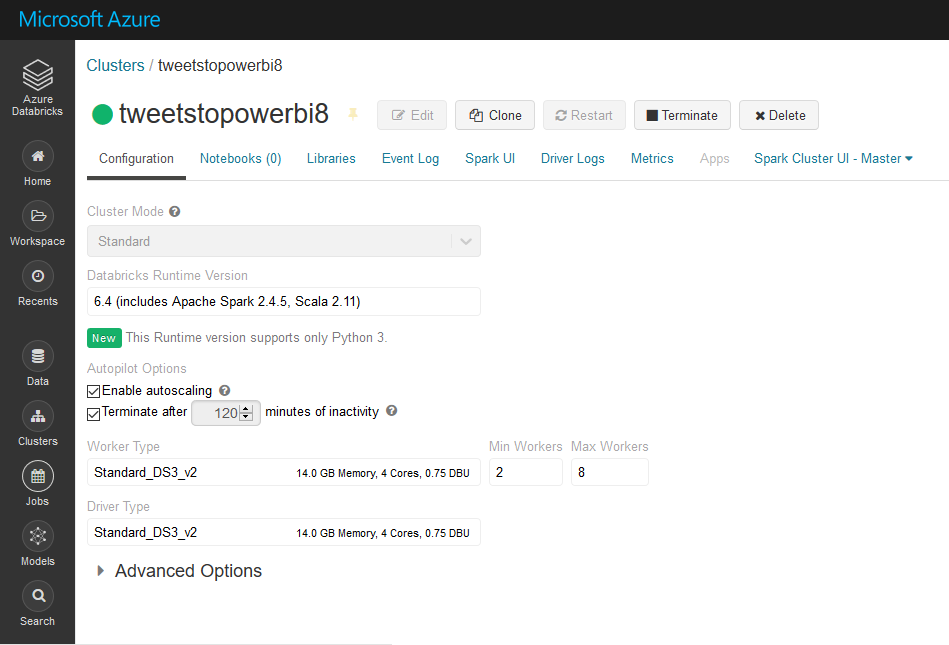 Microsoft Azure
Azure
Databricks
Home
Workspace
Recents
Data
Clusters
Jobs
Models
Search
Clusters / tweetstopowerbi8
tweetstopowerbi8 Edit Clone Restart Terminate Delete
Configuration Notebooks (0) Libraries Event Log Spark UI Driver Logs Metrics Apps Spark Cluster UI - Master
Cluster Mode ?
Standard
Databricks Runtime Version
6.4 (includes Apache Spark 2.4.5, Scala 2.11)
New This Runtime version supports only Python 3.
Autopilot Options
Enable autoscaling ?
Terminate after 120 minutes of inactivity ?
Worker Type Min Workers Max Workers
Standard_DS3_v2 14.0 GB Memory, 4 Cores, 0.75 DBU 2 8
Driver Type
Standard_DS3_v2 14.0 GB Memory, 4 Cores, 0.75 DBU
Advanced Options